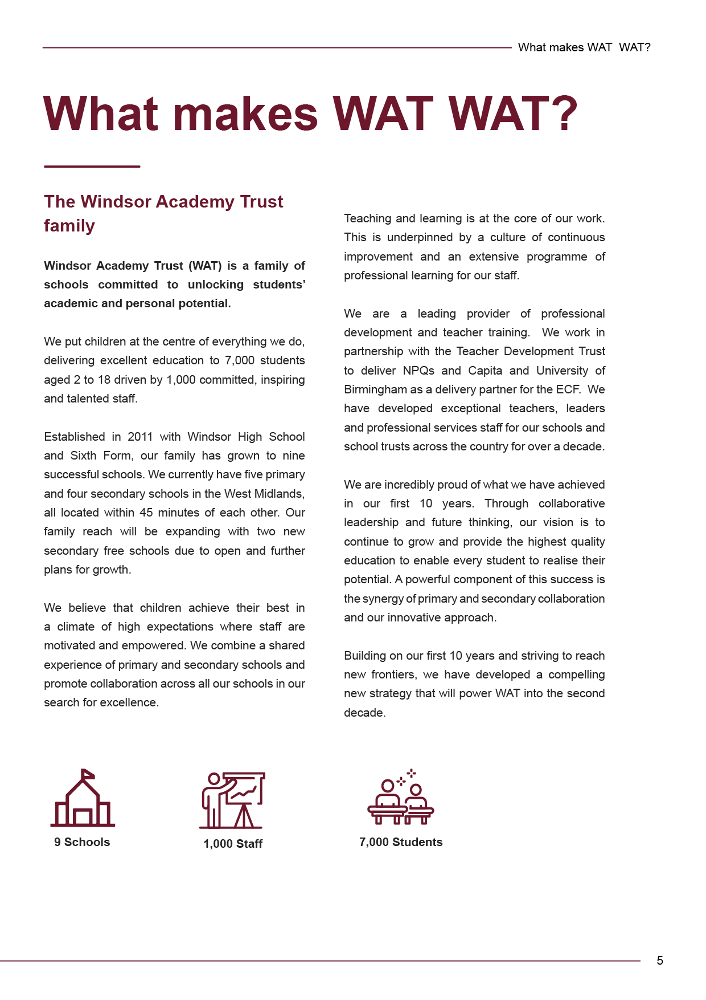 What makes WAT  WAT?
What makes WAT WAT?
The Windsor Academy Trust
family
Windsor Academy Trust (WAT) is a family of
schools committed to unlocking students’
academic and personal potential.
We put children at the centre of everything we do,
delivering excellent education to 7,000 students
aged 2 to 18 driven by 1,000 committed, inspiring
and talented staff.
Established in 2011 with Windsor High School
and Sixth Form, our family has grown to nine
successful schools. We currently have five primary
and four secondary schools in the West Midlands,
all located within 45 minutes of each other. Our
family reach will be expanding with two new
secondary free schools due to open and further
plans for growth.
We believe that children achieve their best in
a climate of high expectations where staff are
motivated and empowered. We combine a shared
experience of primary and secondary schools and
promote collaboration across all our schools in our
search for excellence.
Teaching and learning is at the core of our work.
This is underpinned by a culture of continuous
improvement and an extensive programme of
professional learning for our staff.
We are a leading provider of professional
development and teacher training.  We work in
partnership with the Teacher Development Trust
to deliver NPQs and Capita and University of
Birmingham as a delivery partner for the ECF.  We
have developed exceptional teachers, leaders
and professional services staff for our schools and
school trusts across the country for over a decade.
We are incredibly proud of what we have achieved
in our first 10 years. Through collaborative
leadership and future thinking, our vision is to
continue to grow and provide the highest quality
education to enable every student to realise their
potential. A powerful component of this success is
the synergy of primary and secondary collaboration
and our innovative approach.
Building on our first 10 years and striving to reach
new frontiers, we have developed a compelling
new strategy that will power WAT into the second
decade.
9 Schools
1,000 Staff
7,000 Students
5